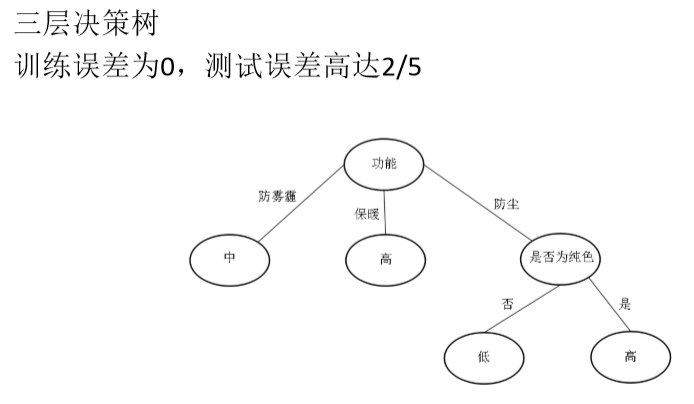 三层决策树
训练误差为0，测试误差高达2/5
功能
防雾霾
保暖
防尘
中
高
是否为纯色
否
是
低
高